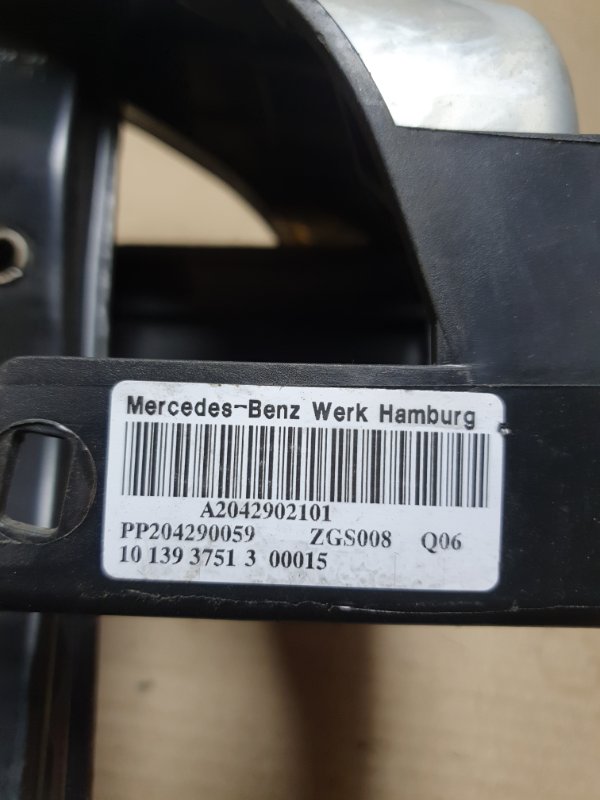 Mercedes-Benz Werk Hamburg
A2042902101
PP204290059 ZGS008 Q06
10 139 3751 3 00015